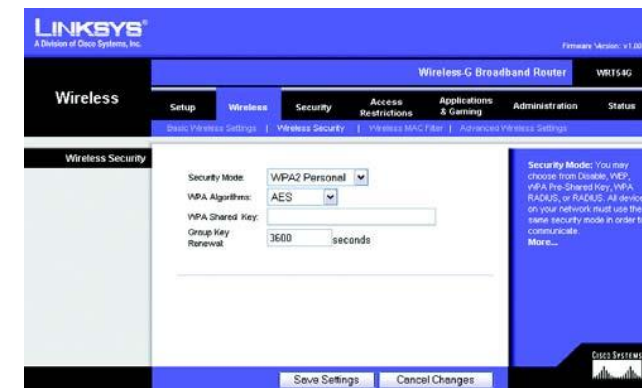 LINKSYS®
A Division of Cisco Systems, Inc.
Firmware Version: v1.00
Wireless-G Broadband Router WRT54G
Wireless
Setup Wireless Security Access Restrictions Applications & Gaming Administration Status
Basic Wireless Settings | Wireless Security | Wireless MAC Filter | Advanced Wireless Settings
Wireless Security
Security Mode: WPA2 Personal
WPA Algorithms: AES
WPA Shared Key:
Group Key Renewal: 3600 seconds
Security Mode: You may
choose from Disable, WEP,
WPA Pre-Shared Key, WPA
RADIUS, or RADIUS. All device
on your network must use the
same security mode in order to
communicate.
More...
Save Settings Cancel Changes
CISCO SYSTEMS